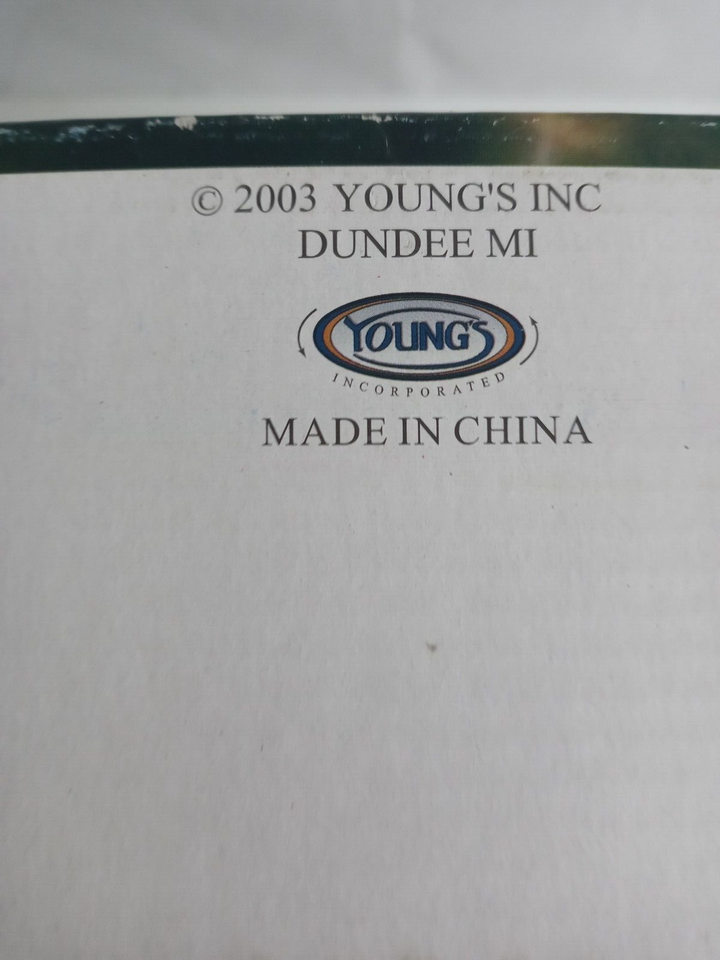 © 2003 YOUNG'S INC
DUNDEE MI
YOUNG'S
INCORPORATED
MADE IN CHINA